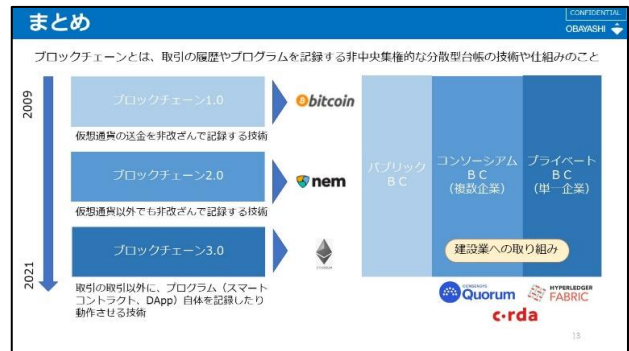 まとめ
CONFIDENTIAL
OBAYASHI
ブロックチェーンとは、取引の履歴やプログラムを記録する非中央集権的な分散型台帳の技術や仕組みのこと
2009
ブロックチェーン1.0
bitcoin
仮想通貨の送金を非改ざんで記録する技術
ブロックチェーン2.0
nem
仮想通貨以外でも非改ざんで記録する技術
ブロックチェーン3.0
2021
取引の取引以外に、プログラム（スマート
コントラクト、DApp）自体を記録したり
動作させる技術
パブリック
ＢＣ
コンソーシアム
ＢＣ
（複数企業）
プライベート
ＢＣ
（単一企業）
建設業への取り組み
CONSENSYS
Quorum
HYPERLEDGER
FABRIC
c·rda
13